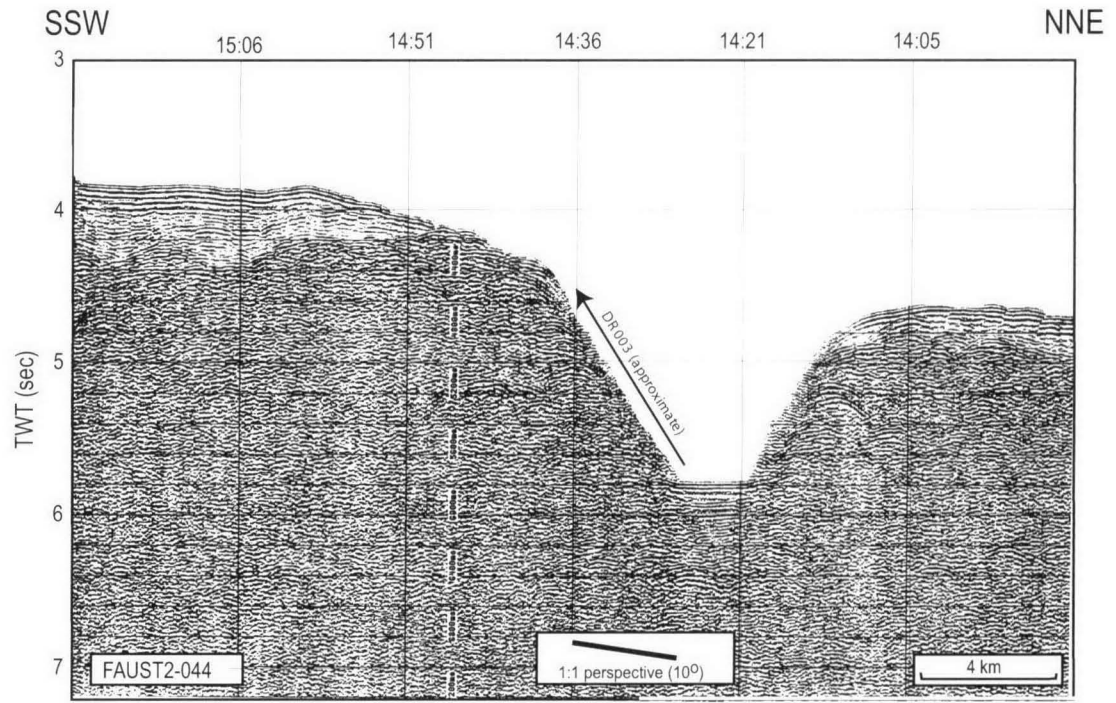 SSW
NNE
15:06 14:51 14:36 14:21 14:05
3
4
5
6
7
TWT (sec)
DR003 (approximate)
FAUST2-044
1:1 perspective (10⁰)
4 km